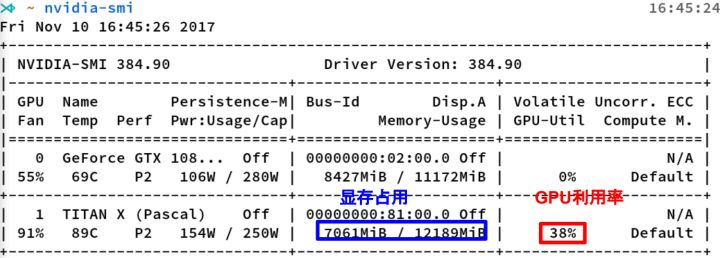 ~ nvidia-smi 16:45:24
Fri Nov 10 16:45:26 2017
+-----------------------------------------------------------------------------+
| NVIDIA-SMI 384.90                 Driver Version: 384.90                    |
|-------------------------------+----------------------+----------------------+
| GPU  Name        Persistence-M| Bus-Id        Disp.A | Volatile Uncorr. ECC |
| Fan  Temp  Perf  Pwr:Usage/Cap|         Memory-Usage | GPU-Util  Compute M. |
|===============================+======================+======================|
|   0  GeForce GTX 108...  Off  | 00000000:02:00.0 Off |                  N/A |
| 55%   69C    P2   106W / 280W |   8427MiB / 11172MiB |      0%      Default |
显存占用 GPU利用率
+-------------------------------+----------------------+----------------------+
|   1  TITAN X (Pascal)    Off  | 00000000:81:00.0 Off |                  N/A |
| 91%   89C    P2   154W / 250W |   7061MiB / 12189MiB |     38%      Default |
+-------------------------------+----------------------+----------------------+